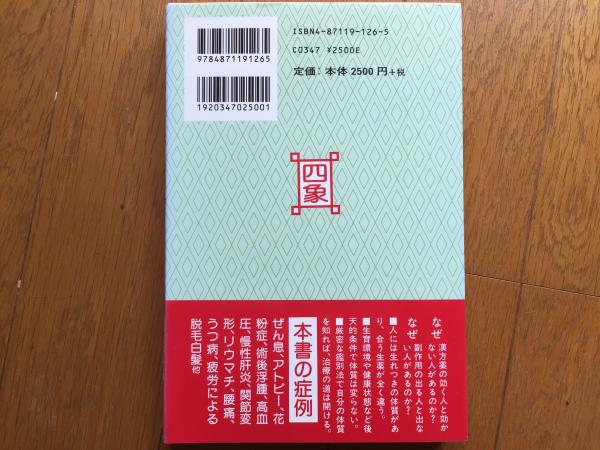 9784871191265
1920347025001
ISBN4-87119-126-5
C0347 ¥2500E
定価：本体 2500 円+税
四象
なぜ 漢方薬の効く人と効か
ない人があるのか？
なぜ 副作用の出る人と出な
い人があるのか？
■人には生れつきの体質があ
り、合う生薬が全く違う。
■生育環境や健康状態など後
天的条件で体質は変らない。
■厳密な鑑別法で自分の体質
を知れば、治療の道は開ける。
本書の症例
ぜん息、アトピー、花
粉症、術後浮腫、高血
圧、慢性肝炎、関節変
形、リウマチ、腰痛、
うつ病、疲労による
脱毛白髪他